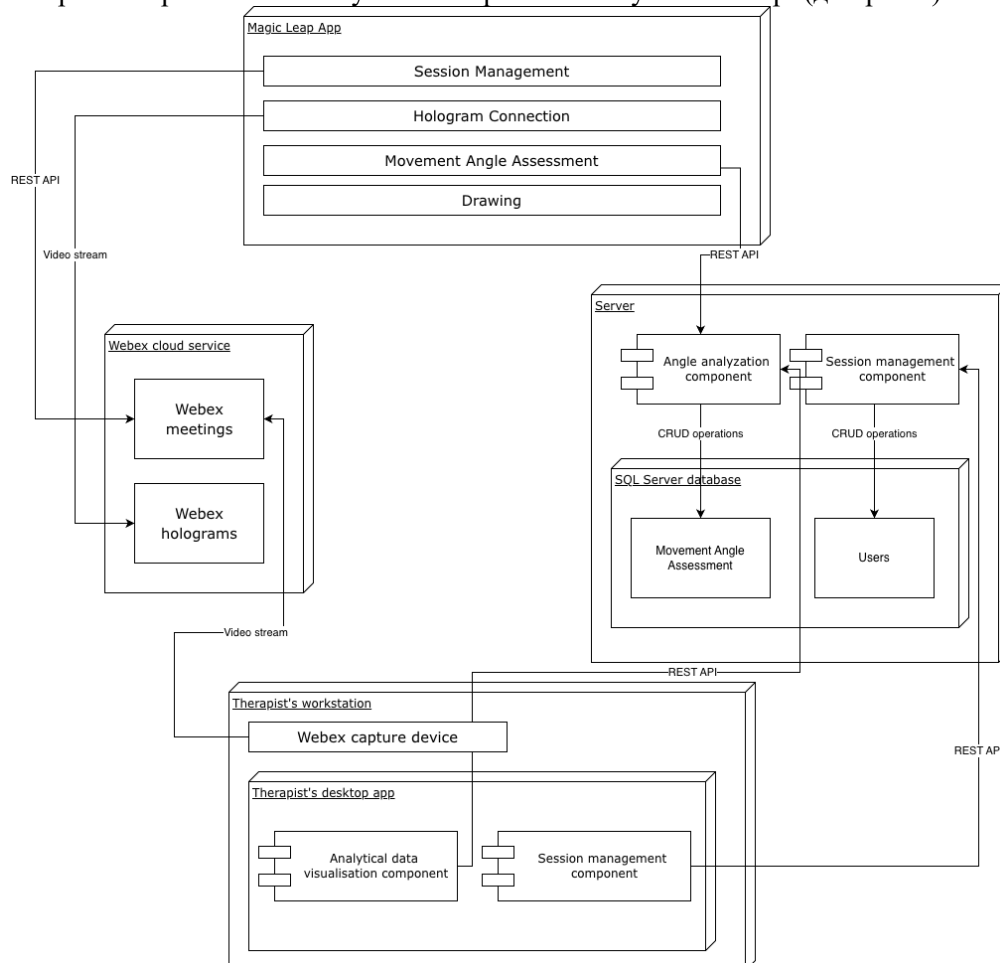 Magic Leap App
Session Management
Hologram Connection
Movement Angle Assessment
Drawing
REST API
Video stream
REST API
Server
Angle analyzation
component
Session management
component
Webex cloud service
Webex
meetings
Webex
holograms
CRUD operations
CRUD operations
SQL Server database
Movement Angle
Assessment
Users
Video stream
REST API
Therapist's workstation
Webex capture device
REST AP
Therapist's desktop app
Analytical data
visualisation component
Session management
component